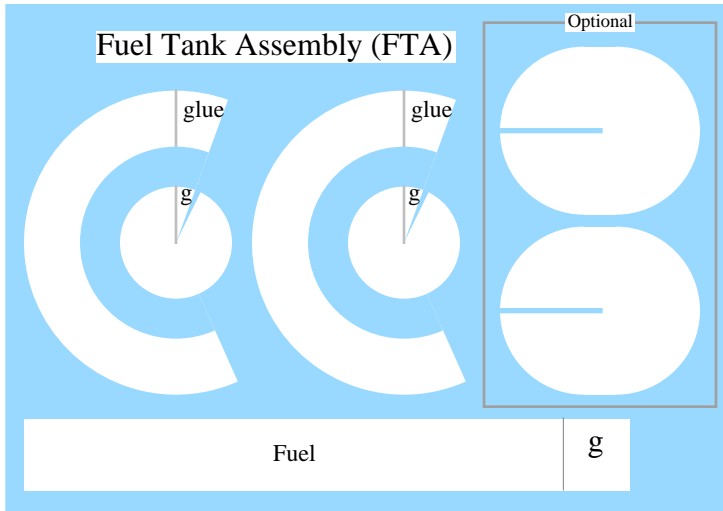 Optional
Fuel Tank Assembly (FTA)
glue
glue
g
g
Fuel
g